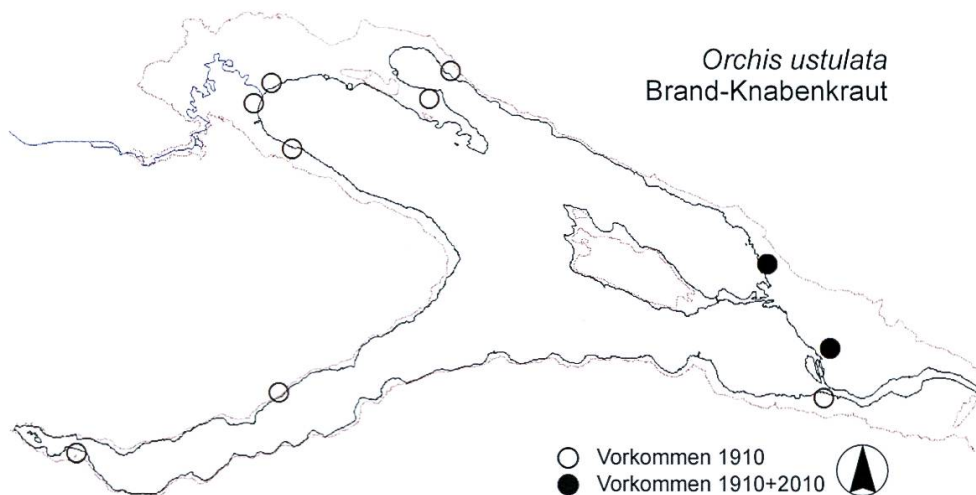 Orchis ustulata
Brand-Knabenkraut
Vorkommen 1910
Vorkommen 1910+2010